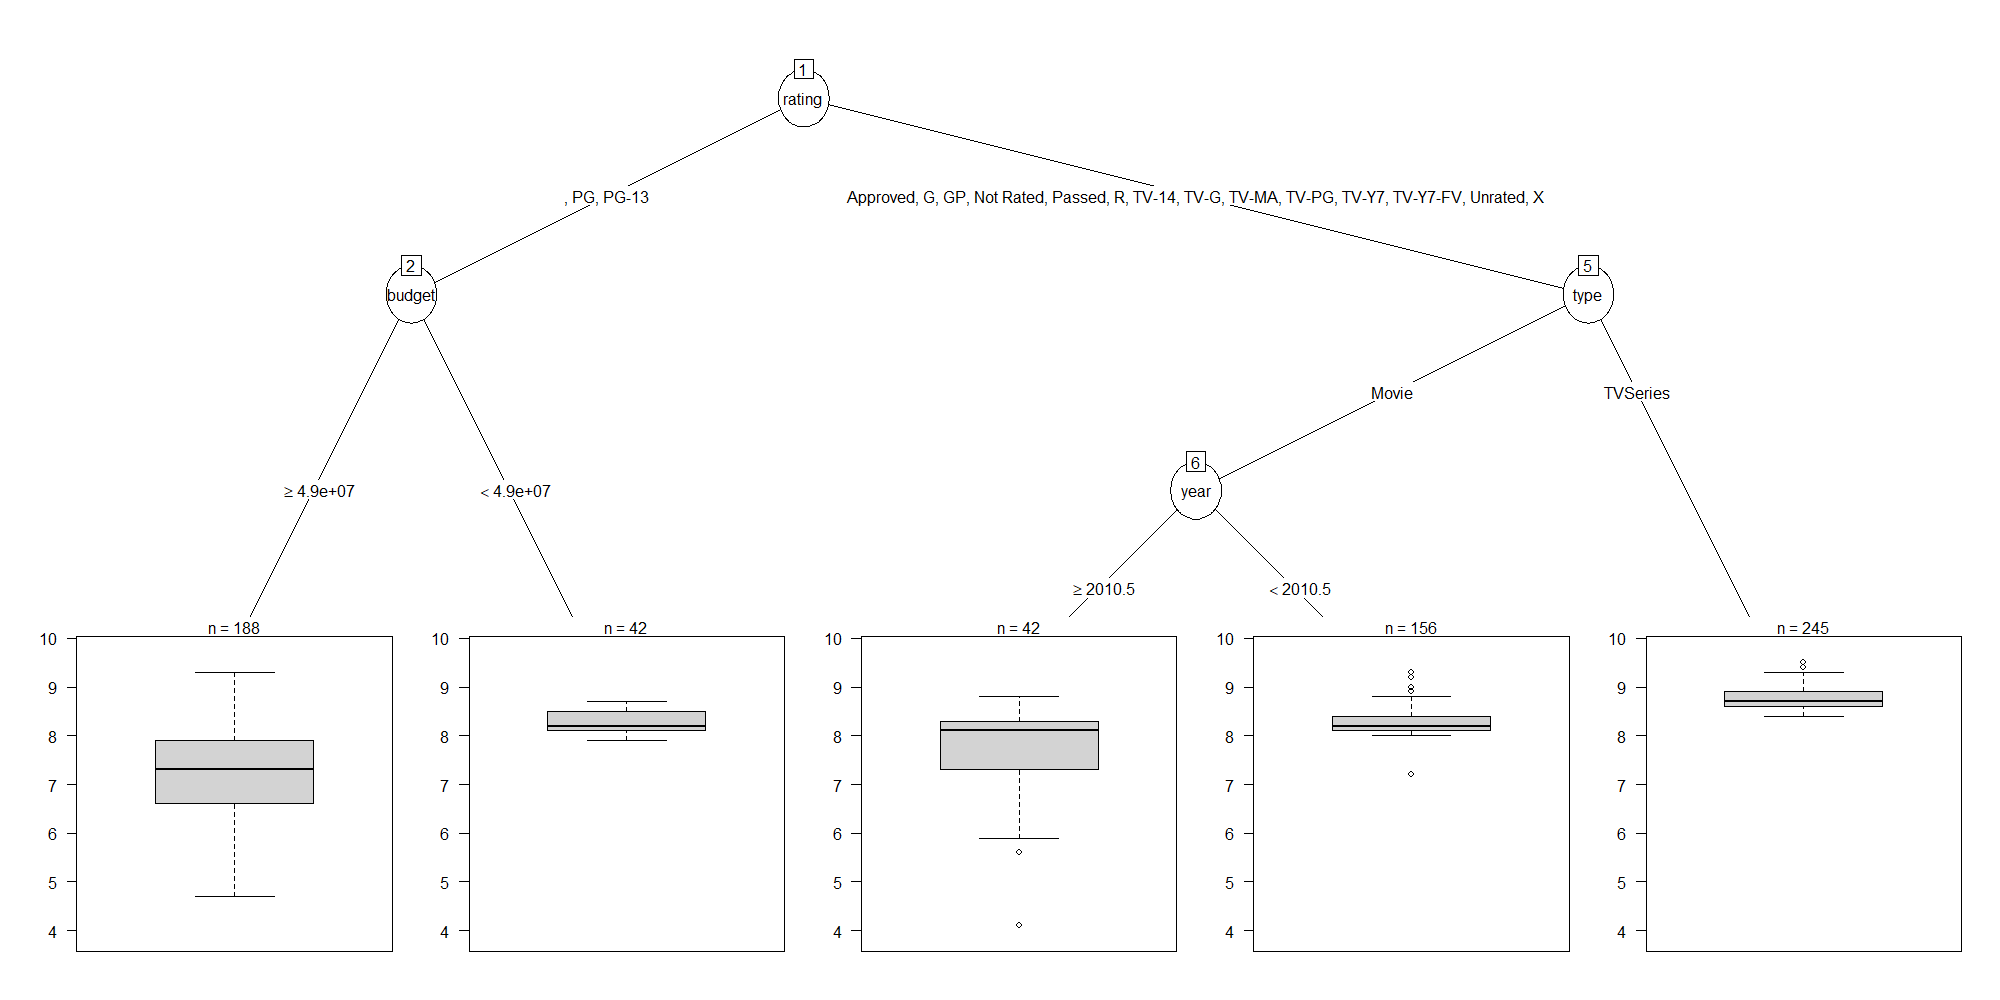 1
rating
, PG, PG-13
Approved, G, GP, Not Rated, Passed, R, TV-14, TV-G, TV-MA, TV-PG, TV-Y7, TV-Y7-FV, Unrated, X
2
budget
5
type
Movie
TVSeries
6
year
≥ 4.9e+07
< 4.9e+07
≥ 2010.5
< 2010.5
n = 188
10
9
8
7
6
5
4
n = 42
10
9
8
7
6
5
4
n = 42
10
9
8
7
6
5
4
n = 156
10
9
8
7
6
5
4
n = 245
10
9
8
7
6
5
4